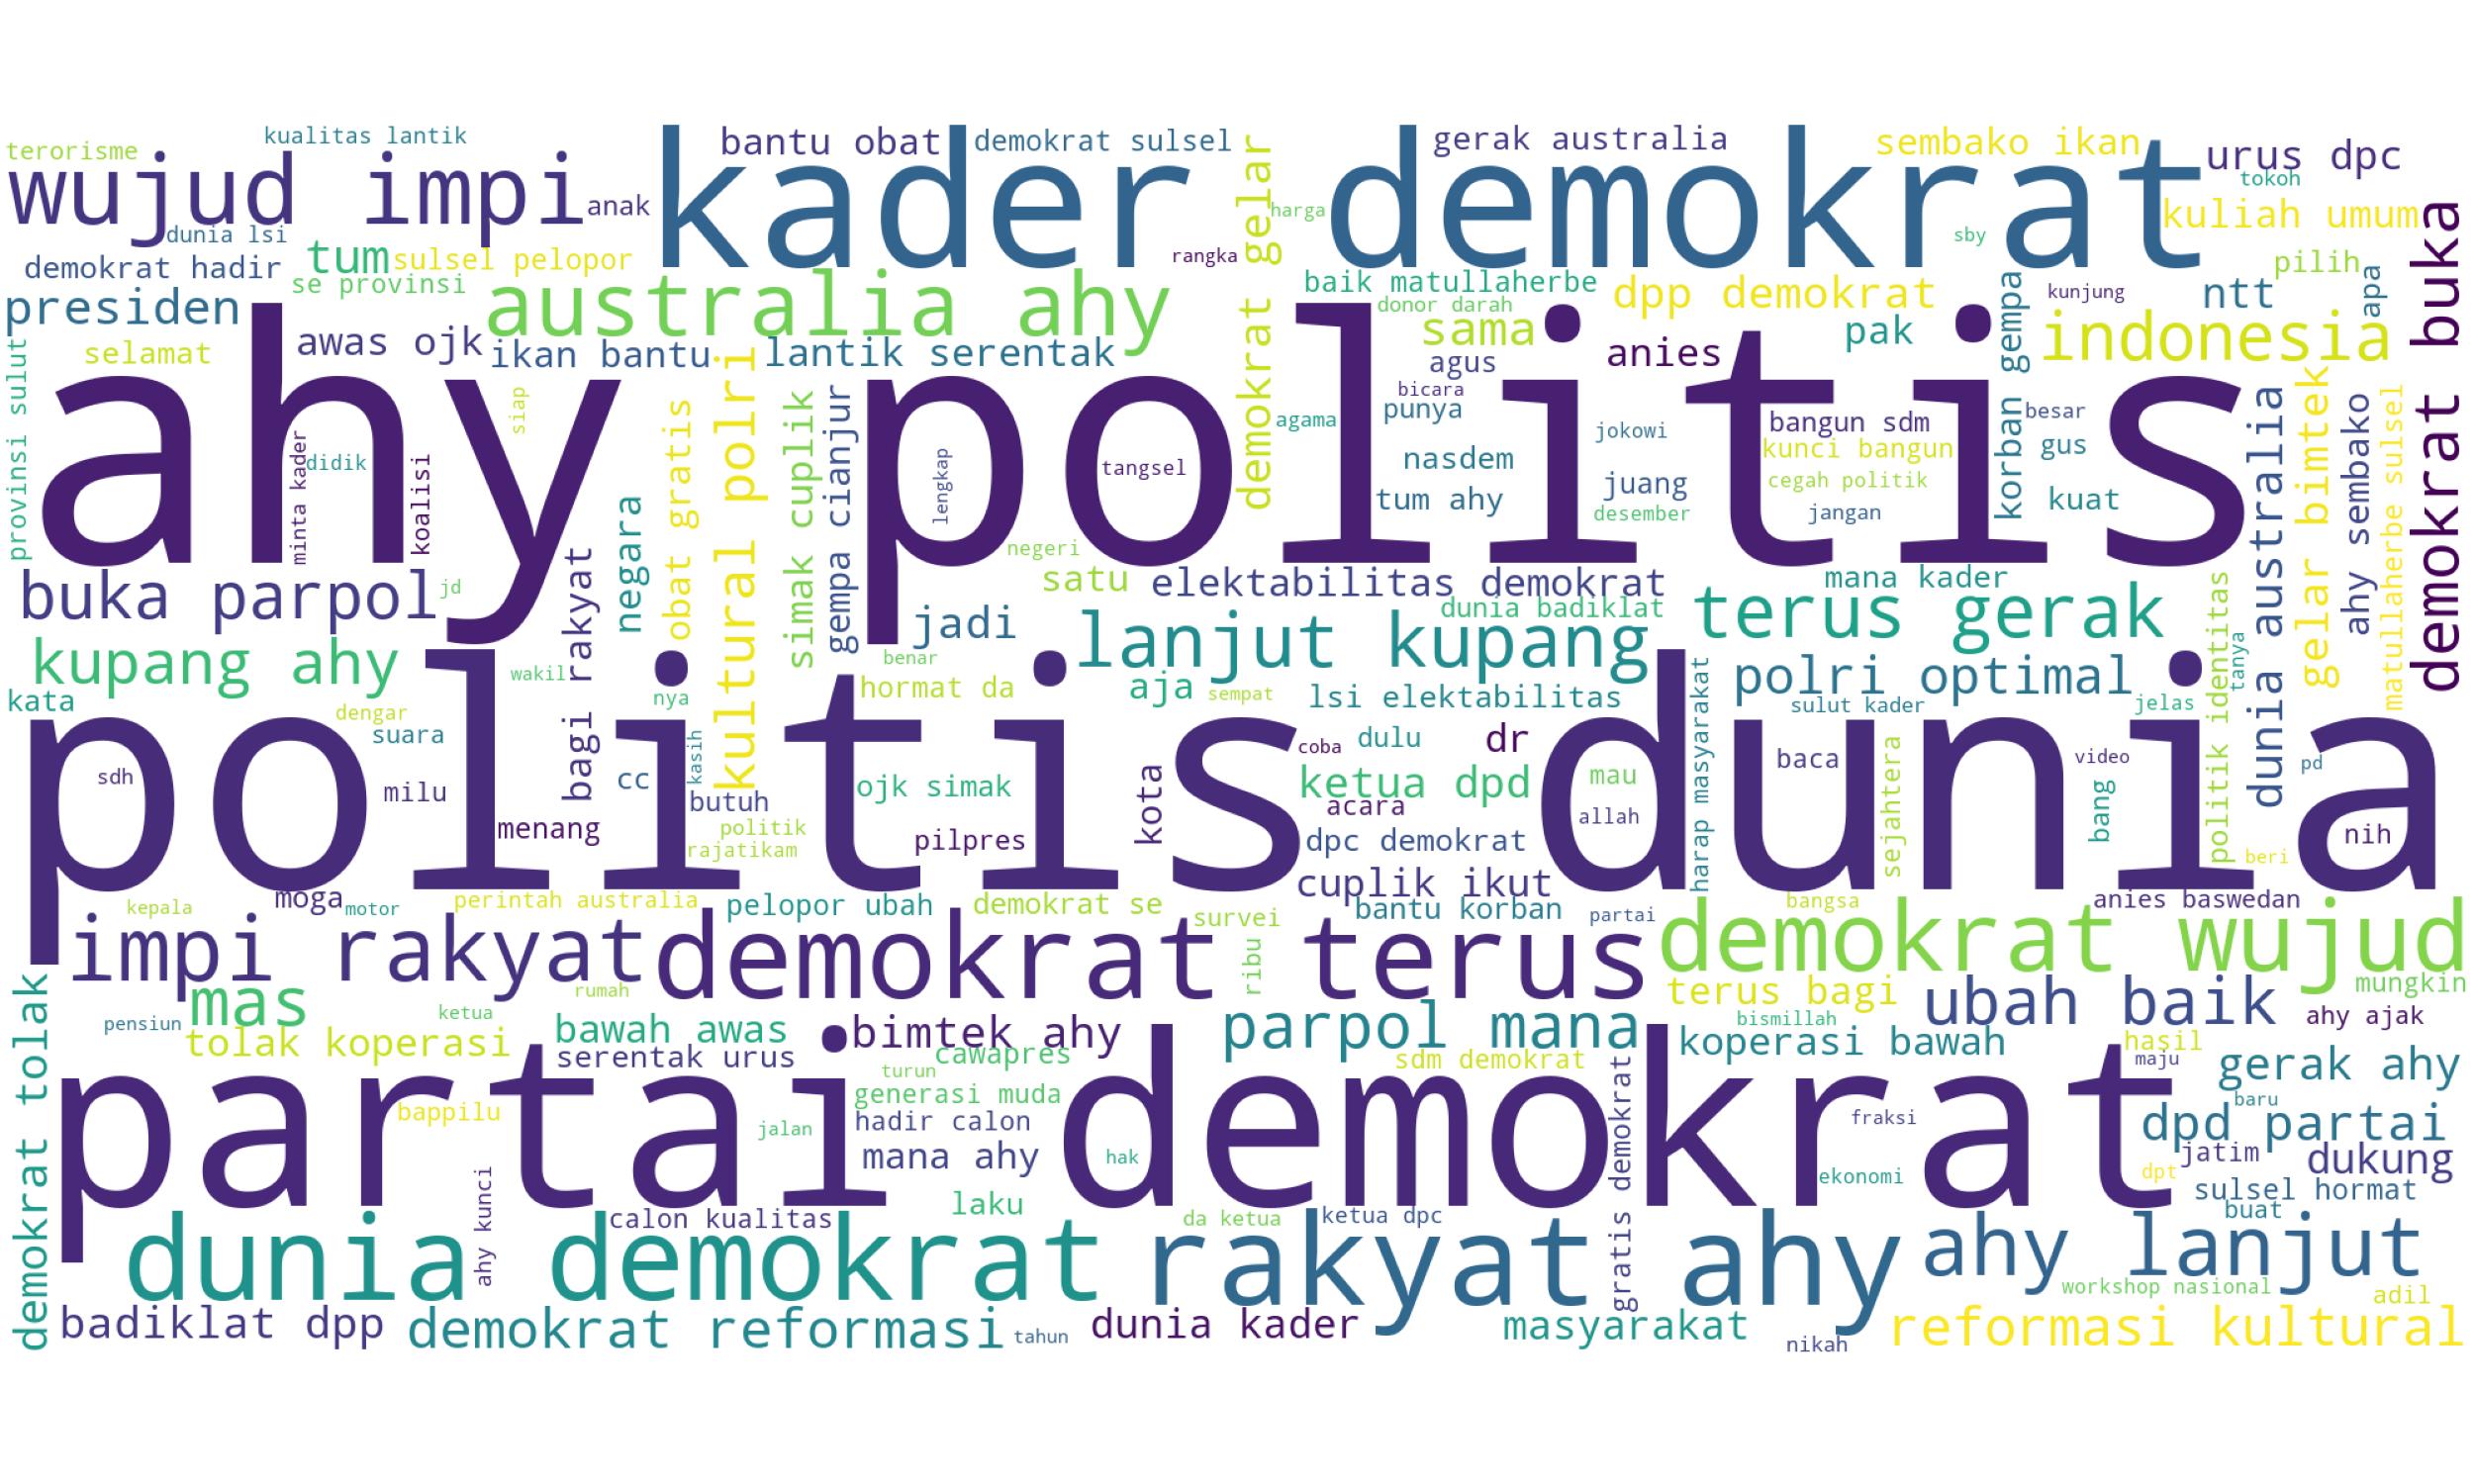 terorisme
kualitas lantik
bantu obat
demokrat sulsel
gerak australia
sembako ikan
urus dpc
tokoh
wujud impi
anak
kader demokrat
harga
kuliah umum
dunia lsi
demokrat hadir
tum
sulsel pelopor
rangka
sby
se provinsi
demokrat gelar
baik matullaherbe
dpp demokrat
kunjung
ntt
pilih
apa
presiden
australia ahy
donor darah
sama
pak
korban gempa
indonesia
demokrat buka
selamat
awas ojk
ikan bantu
lantik serentak
agus
anies
provinsi sulut
ahy politis
siap
bicara
punya
agama
jokowi
bangun sdm
besar
minta kader
didik
koalisi
obat gratis
kultural polri
simak cuplik
gempa cianjur
lengkap
tangsel
nasdem
kunci bangun
gus
tum ahy
juang
cegah politik
kuat
desember
jangan
dunia australia
gelar bimtek
ahy sembako
matullaherbe sulsel
negara
negeri
buka parpol
jd
bagi rakyat
satu
elektabilitas demokrat
mana kader
jadi
dunia badiklat
terus gerak
politik identitas
tanya
kupang ahy
wakil
benar
lanjut kupang
polri optimal
kata
nya
hormat da
aja
sempat
lsi elektabilitas
sulut kader
jelas
dengar
suara
politis dunia
kasih
coba
dulu
dr
harap masyarakat
baca
video
pd
sdh
milu
cc
butuh
ojk simak
kota
ketua dpd
mau
sejahtera
bang
acara
allah
menang
politik
rajatikam
pilpres
dpc demokrat
nih
beri
cuplik ikut
kepala
moga
motor
perintah australia
pelopor ubah
demokrat se
survei
bantu korban
partai
bangsa
anies baswedan
impi rakyat
demokrat terus
ribu
demokrat wujud
demokrat tolak
mas
rumah
terus bagi
ubah baik
mungkin
pensiun
ketua
tolak koperasi
bawah awas
bimtek ahy
parpol mana
bismillah
ahy ajak
serentak urus
cawapres
sdm demokrat
koperasi bawah
hasil
maju
gerak ahy
partai demokrat
turun
generasi muda
gratis demokrat
baru
bappilu
jalan
hadir calon
fraksi
dpd partai
mana ahy
hak
jatim
dukung
ahy kunci
ekonomi
dpt
sulsel hormat
laku
calon kualitas
da ketua
ketua dpc
buat
dunia demokrat
rakyat ahy
ahy lanjut
workshop nasional
adil
badiklat dpp
demokrat reformasi
tahun
dunia kader
masyarakat
nikah
reformasi kultural